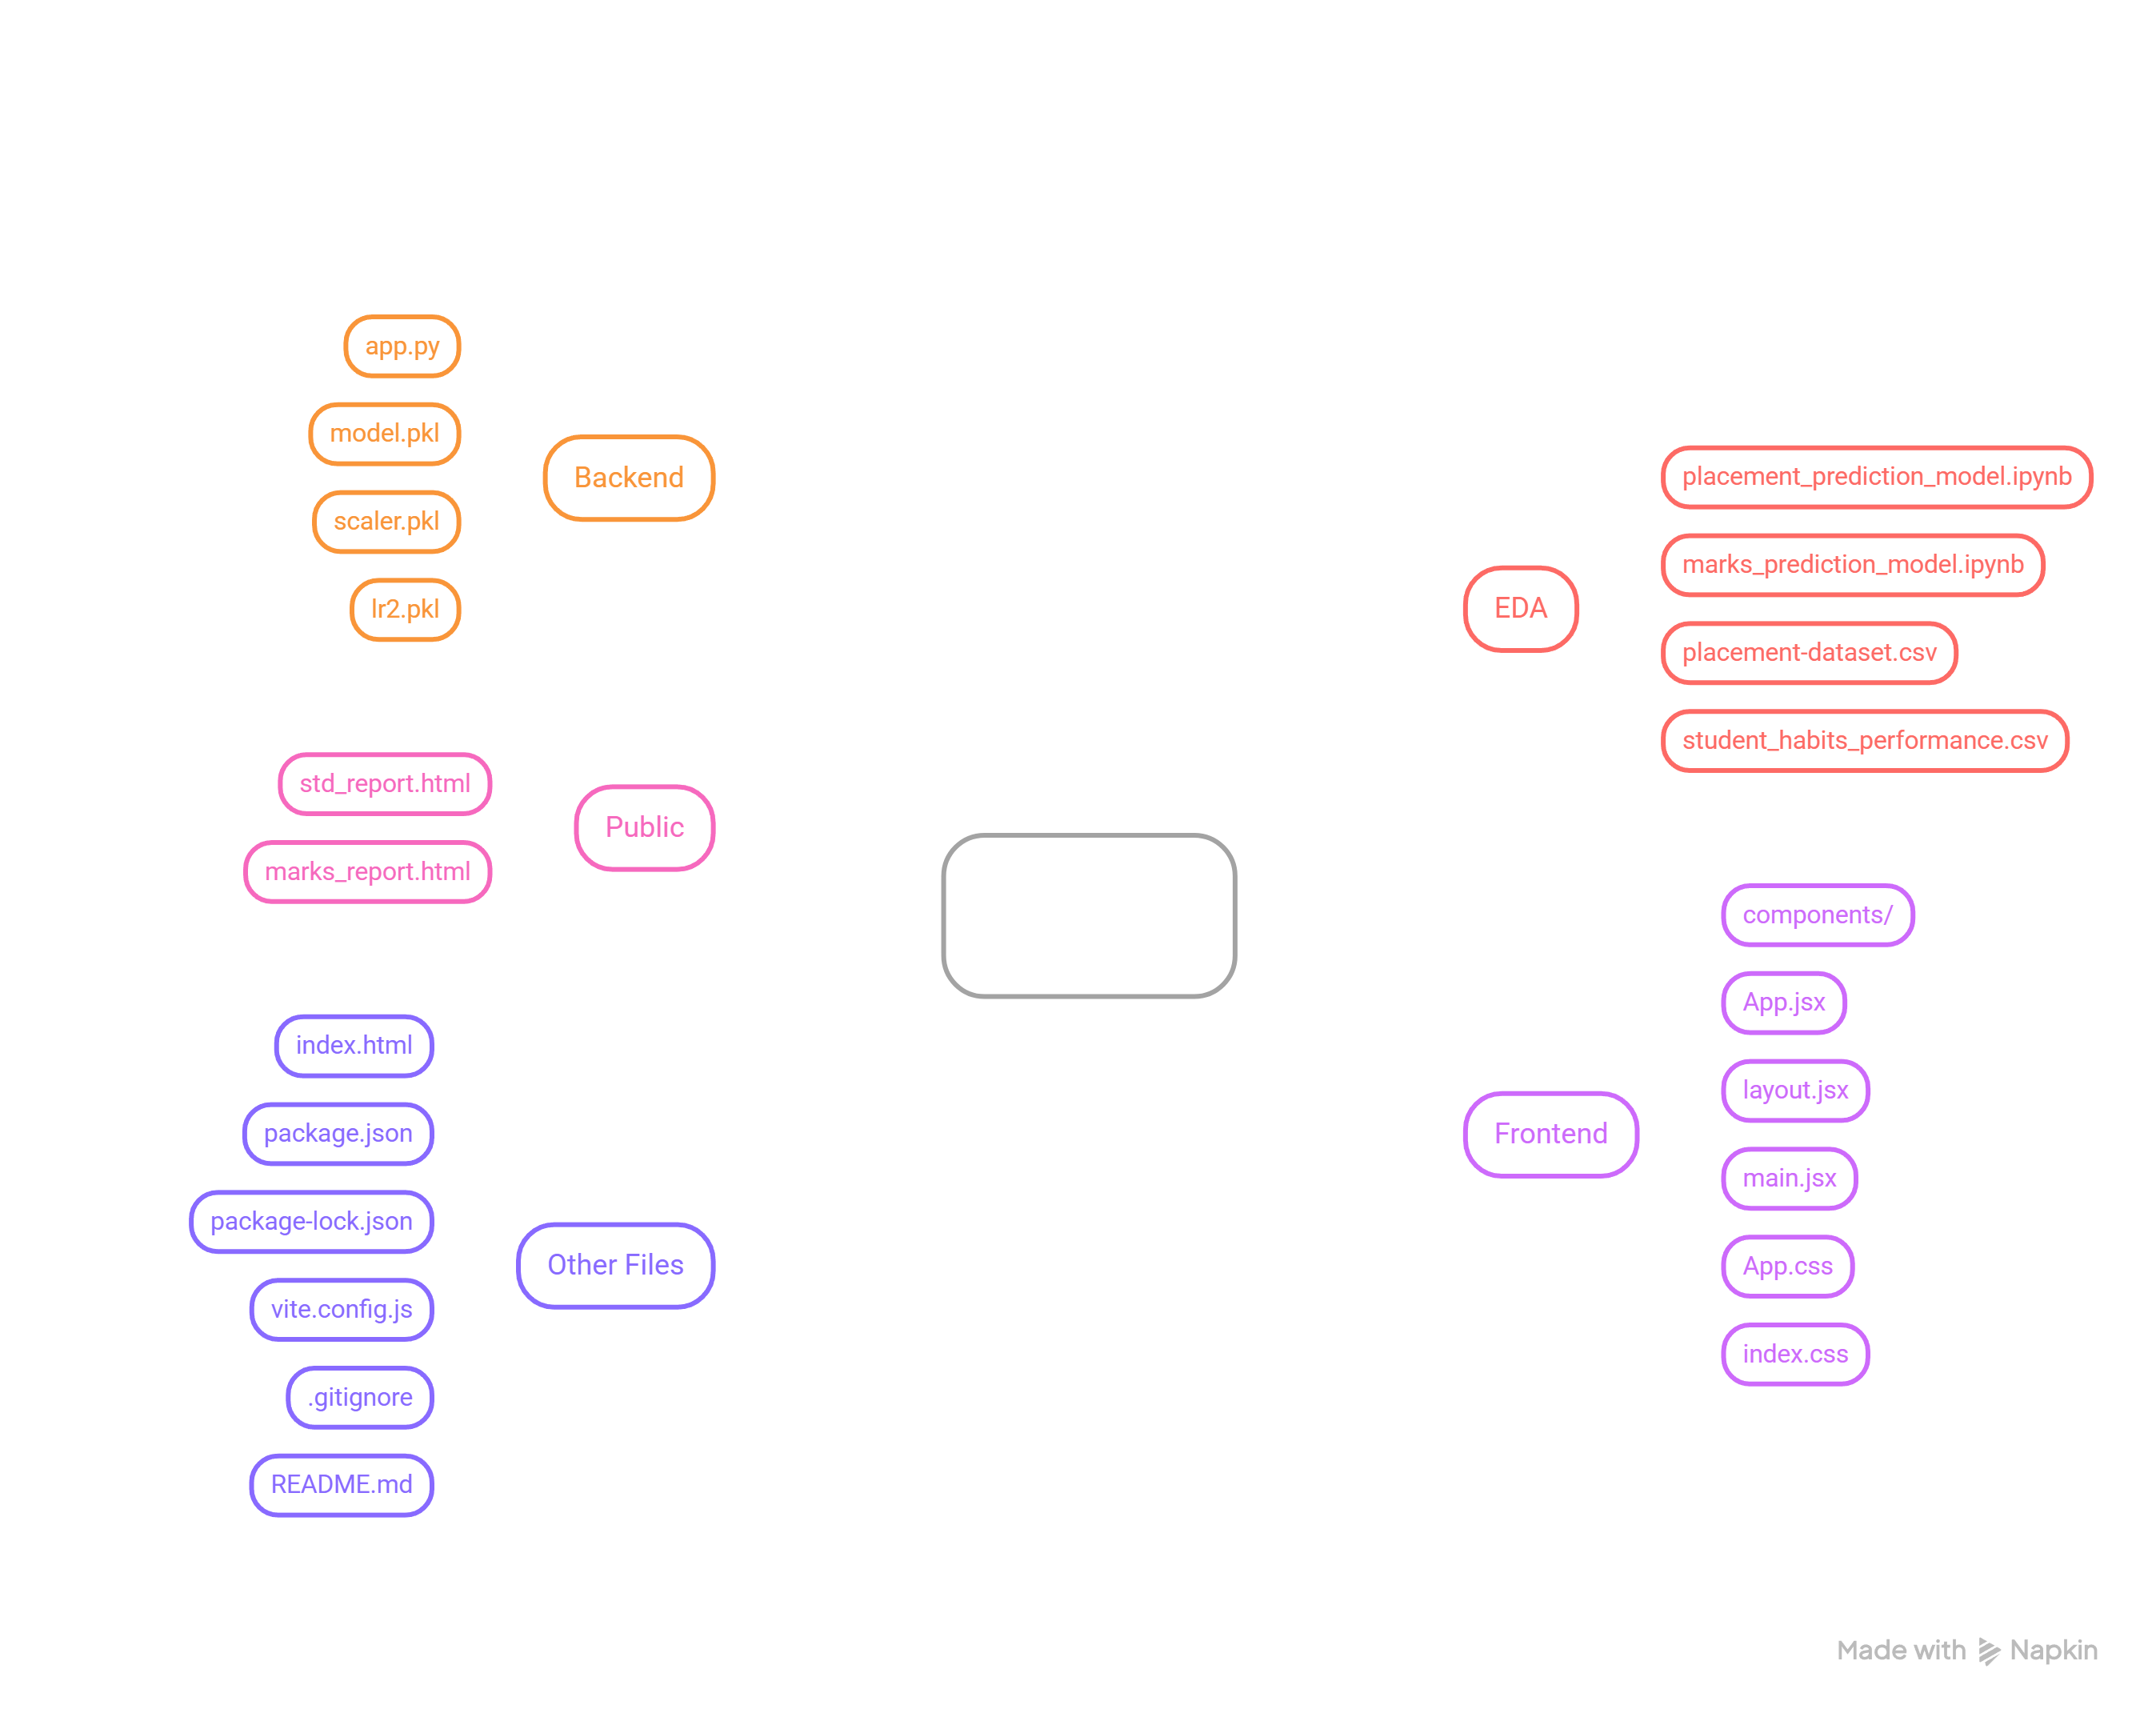 Backend
app.py
model.pkl
scaler.pkl
lr2.pkl
Public
std_report.html
marks_report.html
Other Files
index.html
package.json
package-lock.json
vite.config.js
.gitignore
README.md
EDA
placement_prediction_model.ipynb
marks_prediction_model.ipynb
placement-dataset.csv
student_habits_performance.csv
Frontend
components/
App.jsx
layout.jsx
main.jsx
App.css
index.css
Made with Napkin